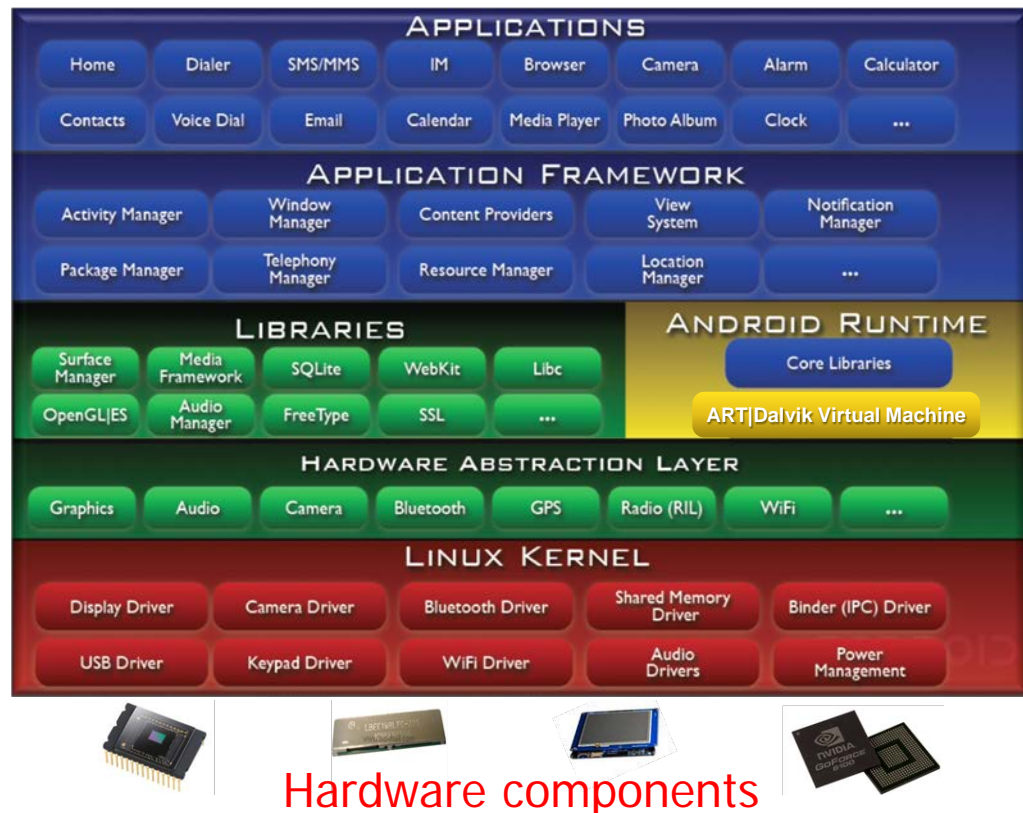 APPLICATIONS
Home Dialer SMS/MMS IM Browser Camera Alarm Calculator
Contacts Voice Dial Email Calendar Media Player Photo Album Clock ...
APPLICATION FRAMEWORK
Activity Manager
Window
Manager
Content Providers
View
System
Notification
Manager
Package Manager
Telephony
Manager
Resource Manager
Location
Manager
...
LIBRARIES
Surface
Manager
Media
Framework
SQLite
WebKit
Libc
OpenGL|ES
Audio
Manager
FreeType
SSL
...
ANDROID RUNTIME
Core Libraries
ART|Dalvik Virtual Machine
HARDWARE ABSTRACTION LAYER
Graphics Audio Camera Bluetooth GPS Radio (RIL) WiFi ...
LINUX KERNEL
Display Driver
Camera Driver
Bluetooth Driver
Shared Memory
Driver
Binder (IPC) Driver
USB Driver
Keypad Driver
WiFi Driver
Audio
Drivers
Power
Management
NVIDIA
GOFORCE
Hardware components